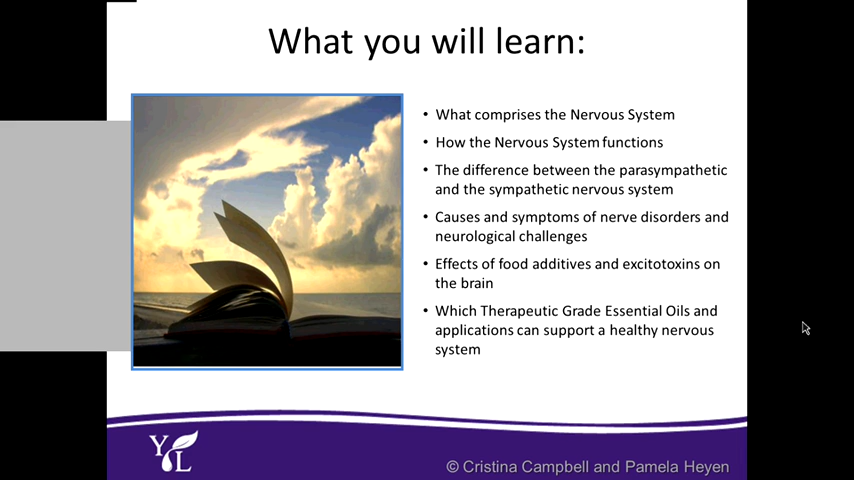 What you will learn:
• What comprises the Nervous System
• How the Nervous System functions
• The difference between the parasympathetic
and the sympathetic nervous system
• Causes and symptoms of nerve disorders and
neurological challenges
• Effects of food additives and excitotoxins on
the brain
• Which Therapeutic Grade Essential Oils and
applications can support a healthy nervous
system
Y L
© Cristina Campbell and Pamela Heyen